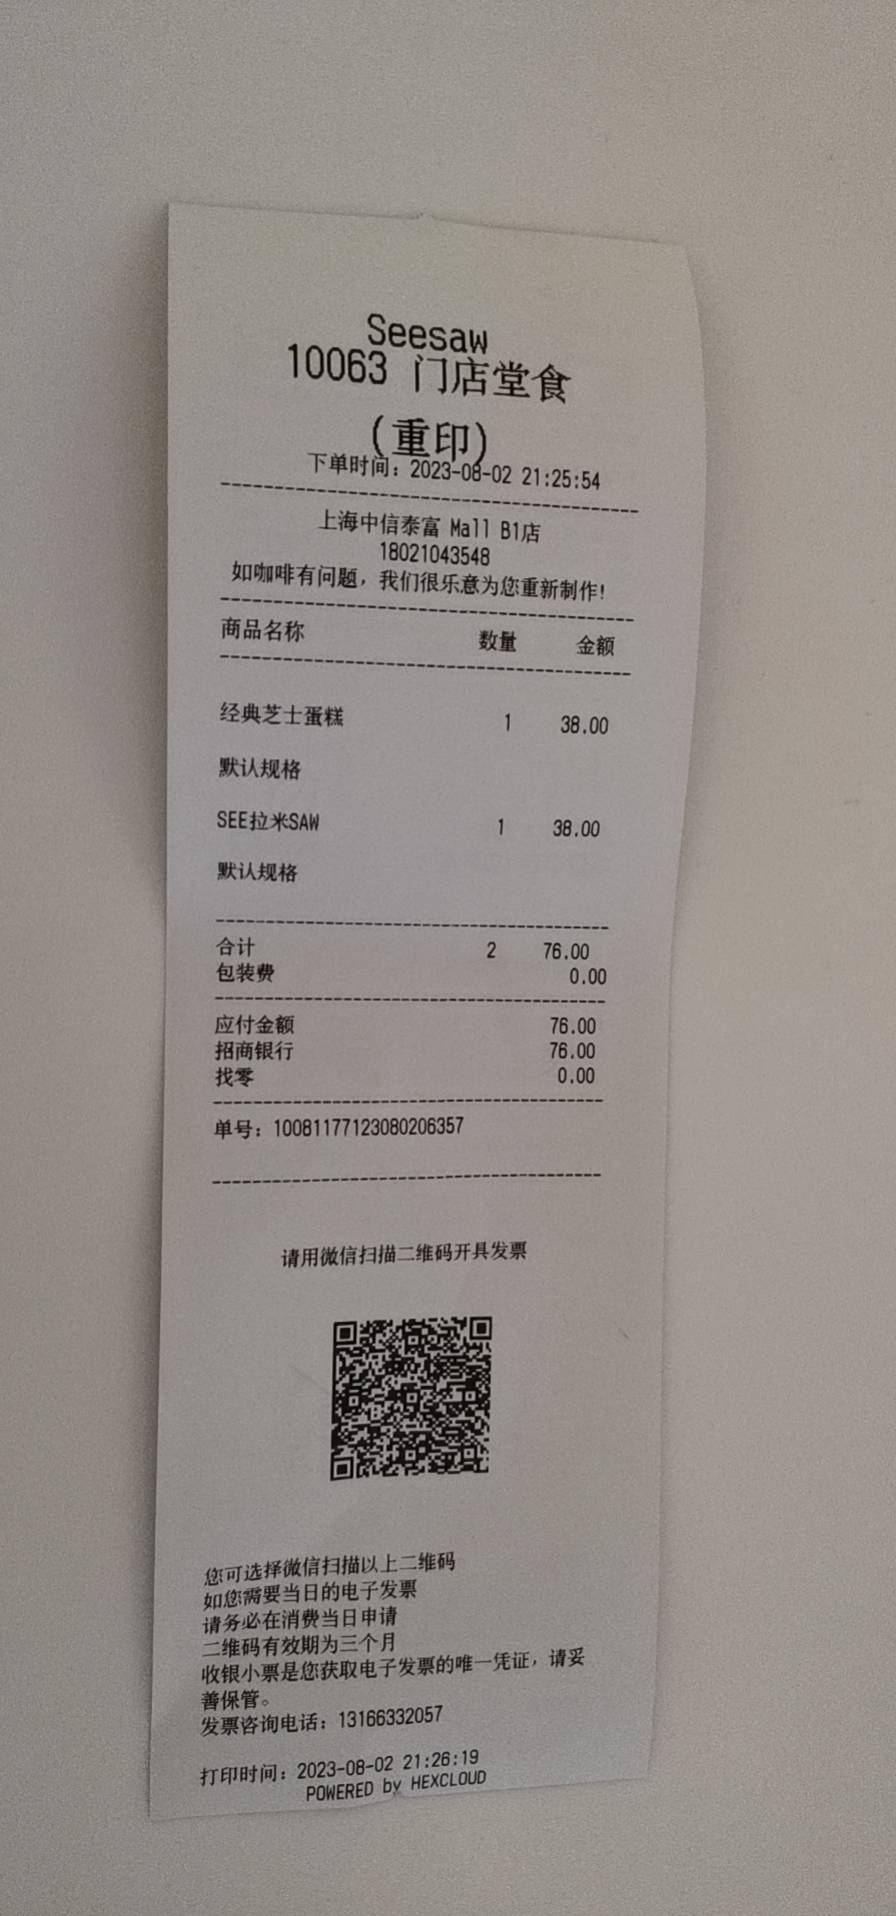 Seesaw
10063 门店堂食
(重印)
下单时间：2023-08-02 21:25:54
上海中信泰富 Mall B1店
18021043548
如咖啡有问题，我们很乐意为您重新制作！
商品名称 数量 金额
经典芝士蛋糕 1 38.00
默认规格
SEE拉米SAW 1 38.00
默认规格
合计 2 76.00
包装费 0.00
应付金额 76.00
招商银行 76.00
找零 0.00
单号：10081177123080206357
请用微信扫描二维码开具发票
您可选择微信扫描以上二维码
如您需要当日的电子发票
请务必在消费当日申请
二维码有效期为三个月
收银小票是您获取电子发票的唯一凭证，请妥
善保管。
发票咨询电话：13166332057
打印时间：2023-08-02 21:26:19
POWERED by HEXCLOUD